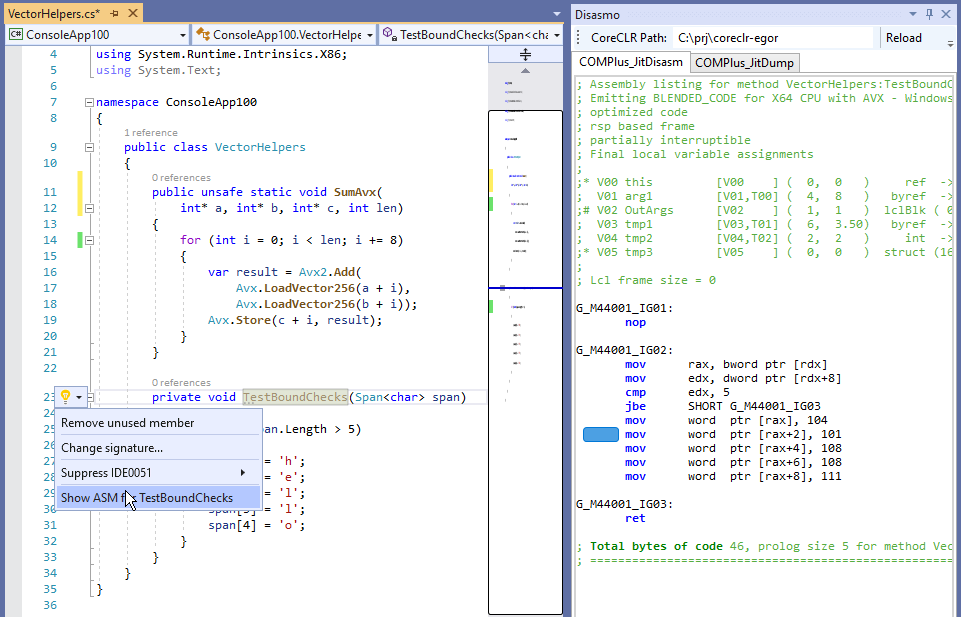 VectorHelpers.cs*
C# ConsoleApp100
ConsoleApp100.VectorHelpe
TestBoundChecks(Span<cha
4 using System.Runtime.Intrinsics.X86;
5 using System.Text;
6
7 namespace ConsoleApp100
8 {
1 reference
9 public class VectorHelpers
10 {
0 references
11 public unsafe static void SumAvx(
12 int* a, int* b, int* c, int len)
13 {
14 for (int i = 0; i < len; i += 8)
15 {
16 var result = Avx2.Add(
17 Avx.LoadVector256(a + i),
18 Avx.LoadVector256(b + i));
19 Avx.Store(c + i, result);
20 }
21 }
22
0 references
23 private void TestBoundChecks(Span<char> span)
24
25 an.Length > 5)
26
27 = 'h';
28 = 'e';
29 = 'l';
30 span[3] = 'l';
31 span[4] = 'o';
32 }
33 }
34 }
35 }
36
Remove unused member
Change signature...
Suppress IDE0051
Show ASM f TestBoundChecks
Disasmo
CoreCLR Path: C:\prj\coreclr-egor Reload
COMPlus_JitDisasm COMPlus_JitDump
; Assembly listing for method VectorHelpers:TestBoundC
; Emitting BLENDED_CODE for X64 CPU with AVX - Windows
; optimized code
; rsp based frame
; partially interruptible
; Final local variable assignments
;
;* V00 this [V00 ] ( 0, 0 ) ref ->
; V01 arg1 [V01,T00] ( 4, 8 ) byref ->
;# V02 OutArgs [V02 ] ( 1, 1 ) lclBlk ( 0
; V03 tmp1 [V03,T01] ( 6, 3.50) byref ->
; V04 tmp2 [V04,T02] ( 2, 2 ) int ->
;* V05 tmp3 [V05 ] ( 0, 0 ) struct (16
;
; Lcl frame size = 0
G_M44001_IG01:
nop
G_M44001_IG02:
mov rax, bword ptr [rdx]
mov edx, dword ptr [rdx+8]
cmp edx, 5
jbe SHORT G_M44001_IG03
mov word ptr [rax], 104
mov word ptr [rax+2], 101
mov word ptr [rax+4], 108
mov word ptr [rax+6], 108
mov word ptr [rax+8], 111
G_M44001_IG03:
ret
; Total bytes of code 46, prolog size 5 for method Vec
; ======================================================